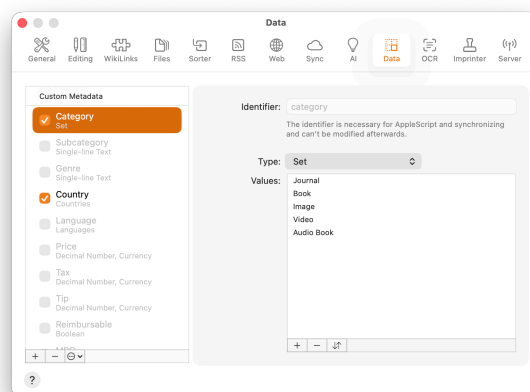 Data
General Editing WikiLinks Files Sorter RSS Web Sync AI Data OCR Imprinter Server
Custom Metadata
Category
Set
Subcategory
Single-line Text
Genre
Single-line Text
Country
Countries
Language
Languages
Price
Decimal Number, Currency
Tax
Decimal Number, Currency
Tip
Decimal Number, Currency
Reimbursable
Boolean
Identifier: category
The identifier is necessary for AppleScript and synchronizing
and can't be modified afterwards.
Type: Set
Values: Journal
Book
Image
Video
Audio Book
?